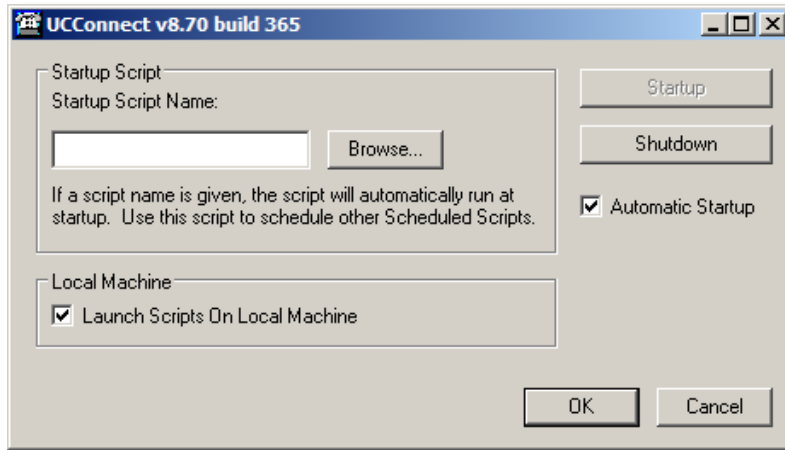 UCConnect v8.70 build 365
Startup Script
Startup Script Name:
Browse...
If a script name is given, the script will automatically run at
startup. Use this script to schedule other Scheduled Scripts.
Startup
Shutdown
Automatic Startup
Local Machine
Launch Scripts On Local Machine
OK
Cancel